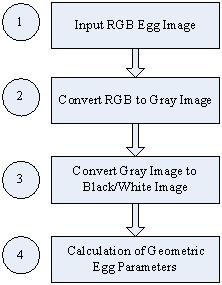 1
Input RGB Egg Image
2
Convert RGB to Gray Image
3
Convert Gray Image to
Black/White Image
4
Calculation of Geometric
Egg Parameters